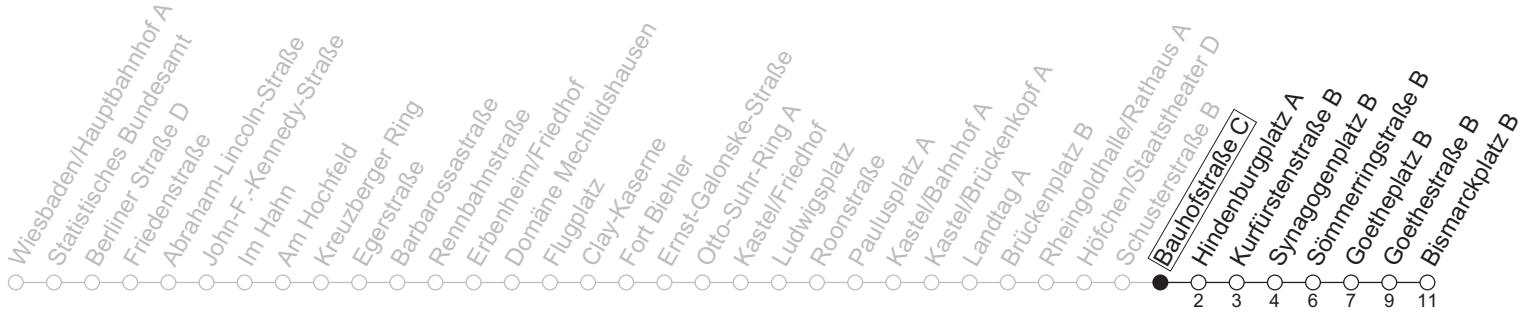 Wiesbaden/Hauptbahnhof A
Statistisches Bundesamt
Berliner Straße D
Friedenstraße
Abraham-Lincoln-Straße
John-F.-Kennedy-Straße
Im Hahn
Am Hochfeld
Kreuzberger Ring
Egerstraße
Barbarossastraße
Rennbahnstraße
Erbenheim/Friedhof
Domäne Mechtildshausen
Flugplatz
Clay-Kaserne
Fort Biehler
Ernst-Galonske-Straße
Otto-Suhr-Ring A
Kastel/Friedhof
Ludwigsplatz
Roonstraße
Paulusplatz A
Kastel/Bahnhof A
Kastel/Brückenkopf A
Landtag A
Brückenplatz B
Rheingoldhalle/Rathaus A
Höfchen/Staatstheater D
Schusterstraße B
Bauhofstraße C
Hindenburgplatz A
Kurfürstenstraße B
Synagogenplatz B
Sömmerringstraße B
Goetheplatz B
Goethestraße B
Bismarckplatz B
2 3 4 6 7 9 11